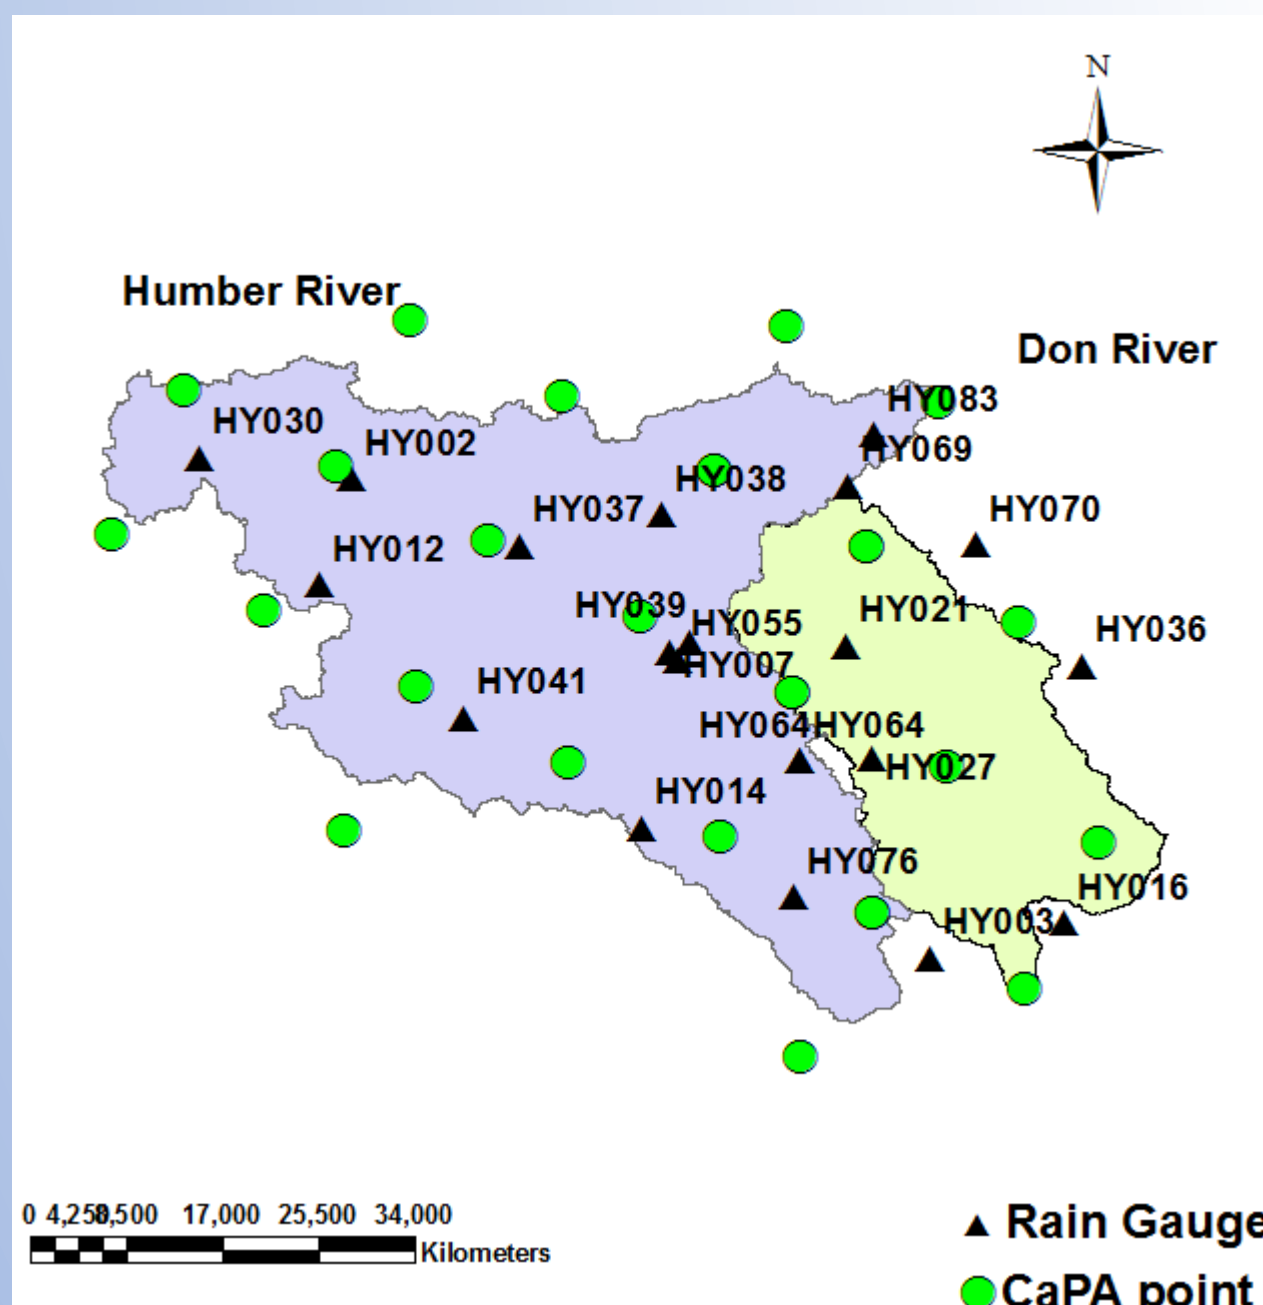 N
Humber River
Don River
HY083
HY030
HY002
HY069
HY038
HY037
HY070
HY012
HY039
HY055
HY021
HY036
HY007
HY041
HY064
HY064
HY027
HY014
HY076
HY016
HY003
0 4,250 8,500 17,000 25,500 34,000
Kilometers
Rain Gauge
CaPA point